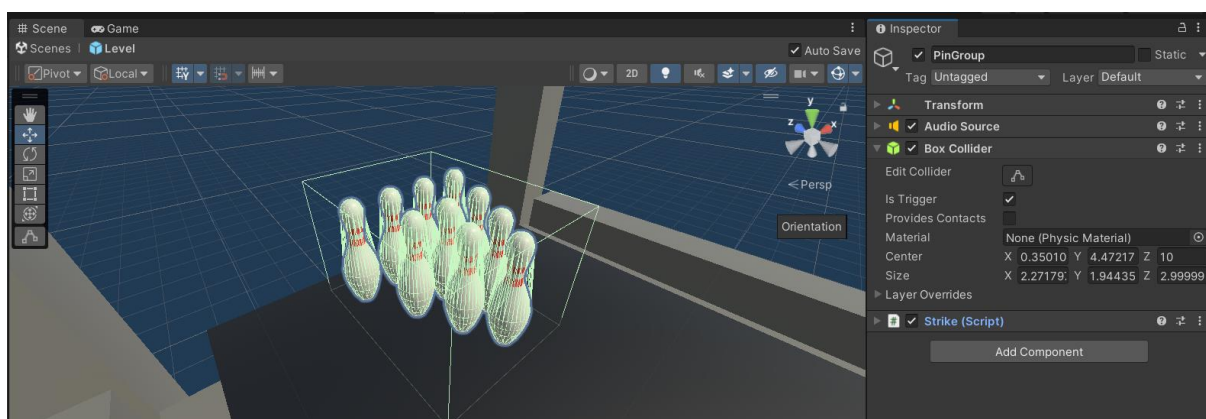 # Scene Game
Scenes | Level
Auto Save
Pivot Local 2D
y
z x
Persp
Orientation
Inspector
PinGroup Static
Tag Untagged Layer Default
Transform
Audio Source
Box Collider
Edit Collider
Is Trigger
Provides Contacts
Material None (Physic Material)
Center X 0.35010 Y 4.47217 Z 10
Size X 2.27179 Y 1.94435 Z 2.99999
Layer Overrides
# Strike (Script)
Add Component